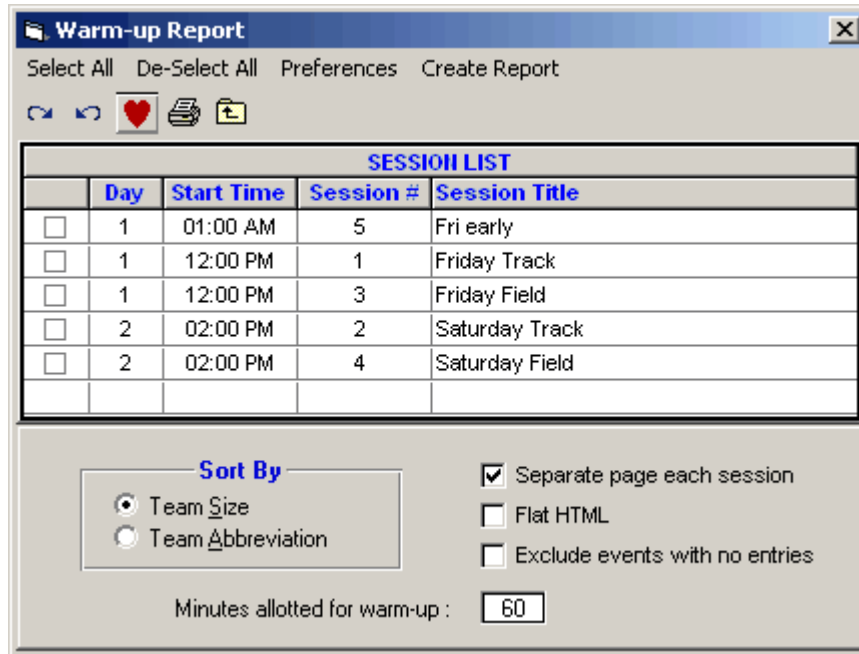 Warm-up Report
Select All De-Select All Preferences Create Report
SESSION LIST
Day Start Time Session # Session Title
1 01:00 AM 5 Fri early
1 12:00 PM 1 Friday Track
1 12:00 PM 3 Friday Field
2 02:00 PM 2 Saturday Track
2 02:00 PM 4 Saturday Field
Sort By
Team Size
Team Abbreviation
Separate page each session
Flat HTML
Exclude events with no entries
Minutes allotted for warm-up : 60